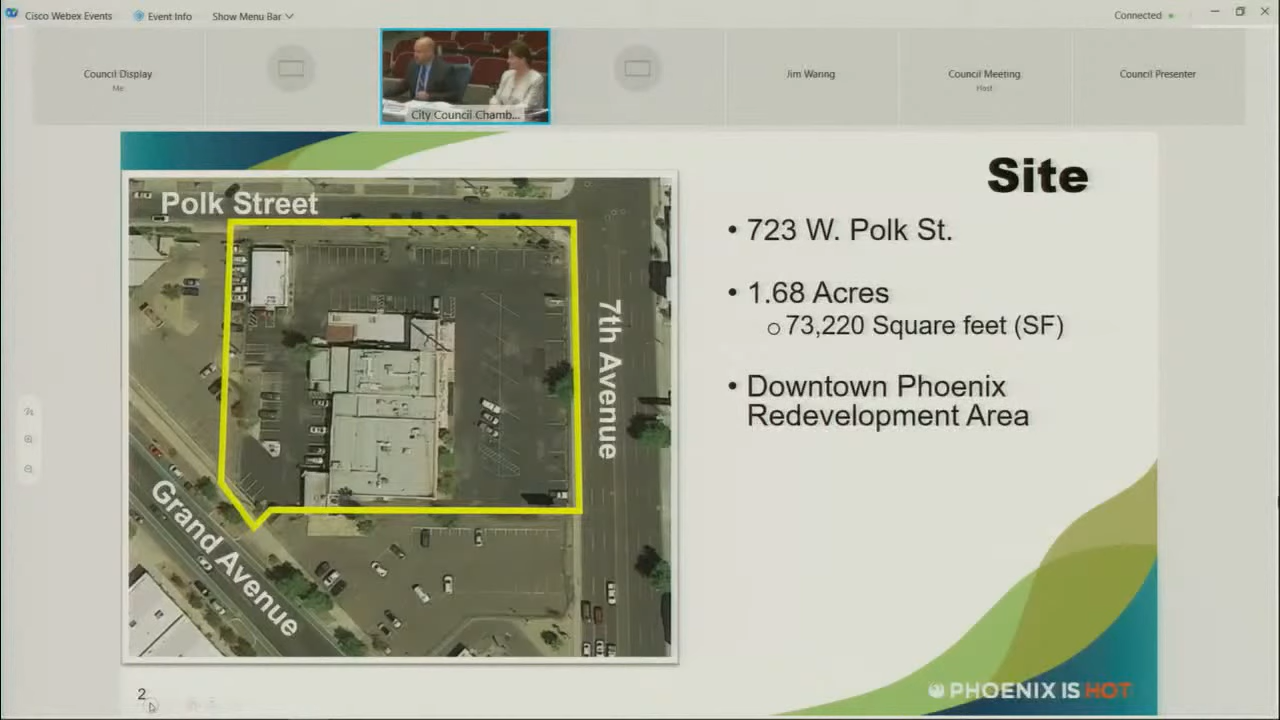 Cisco Webex Events
Event Info
Show Menu Bar
Connected
Council Display
Me
City Council Chamb...
Jim Waring
Council Meeting
Host
Council Presenter
Site
Polk Street
7th Avenue
Grand Avenue
• 723 W. Polk St.
• 1.68 Acres
o 73,220 Square feet (SF)
• Downtown Phoenix
Redevelopment Area
2
PHOENIX IS HOT